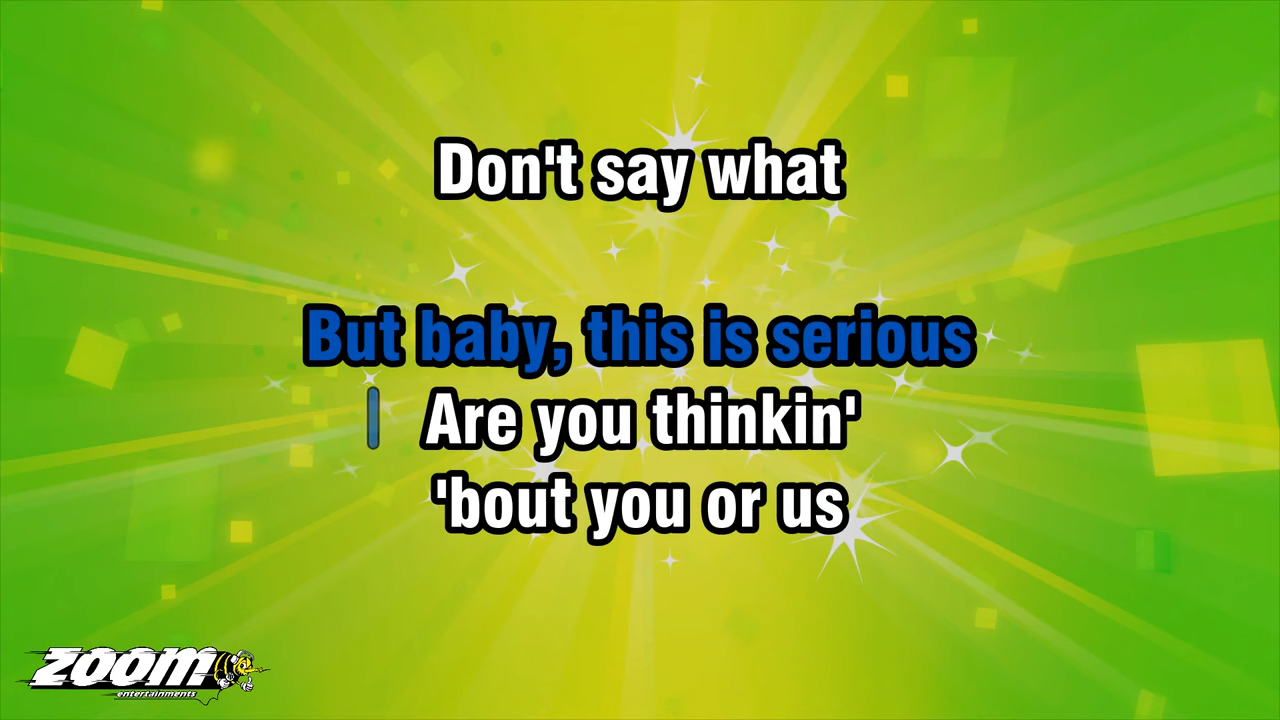 Don't say what
But baby, this is serious
Are you thinkin'
'bout you or us
ZOOM
entertainments